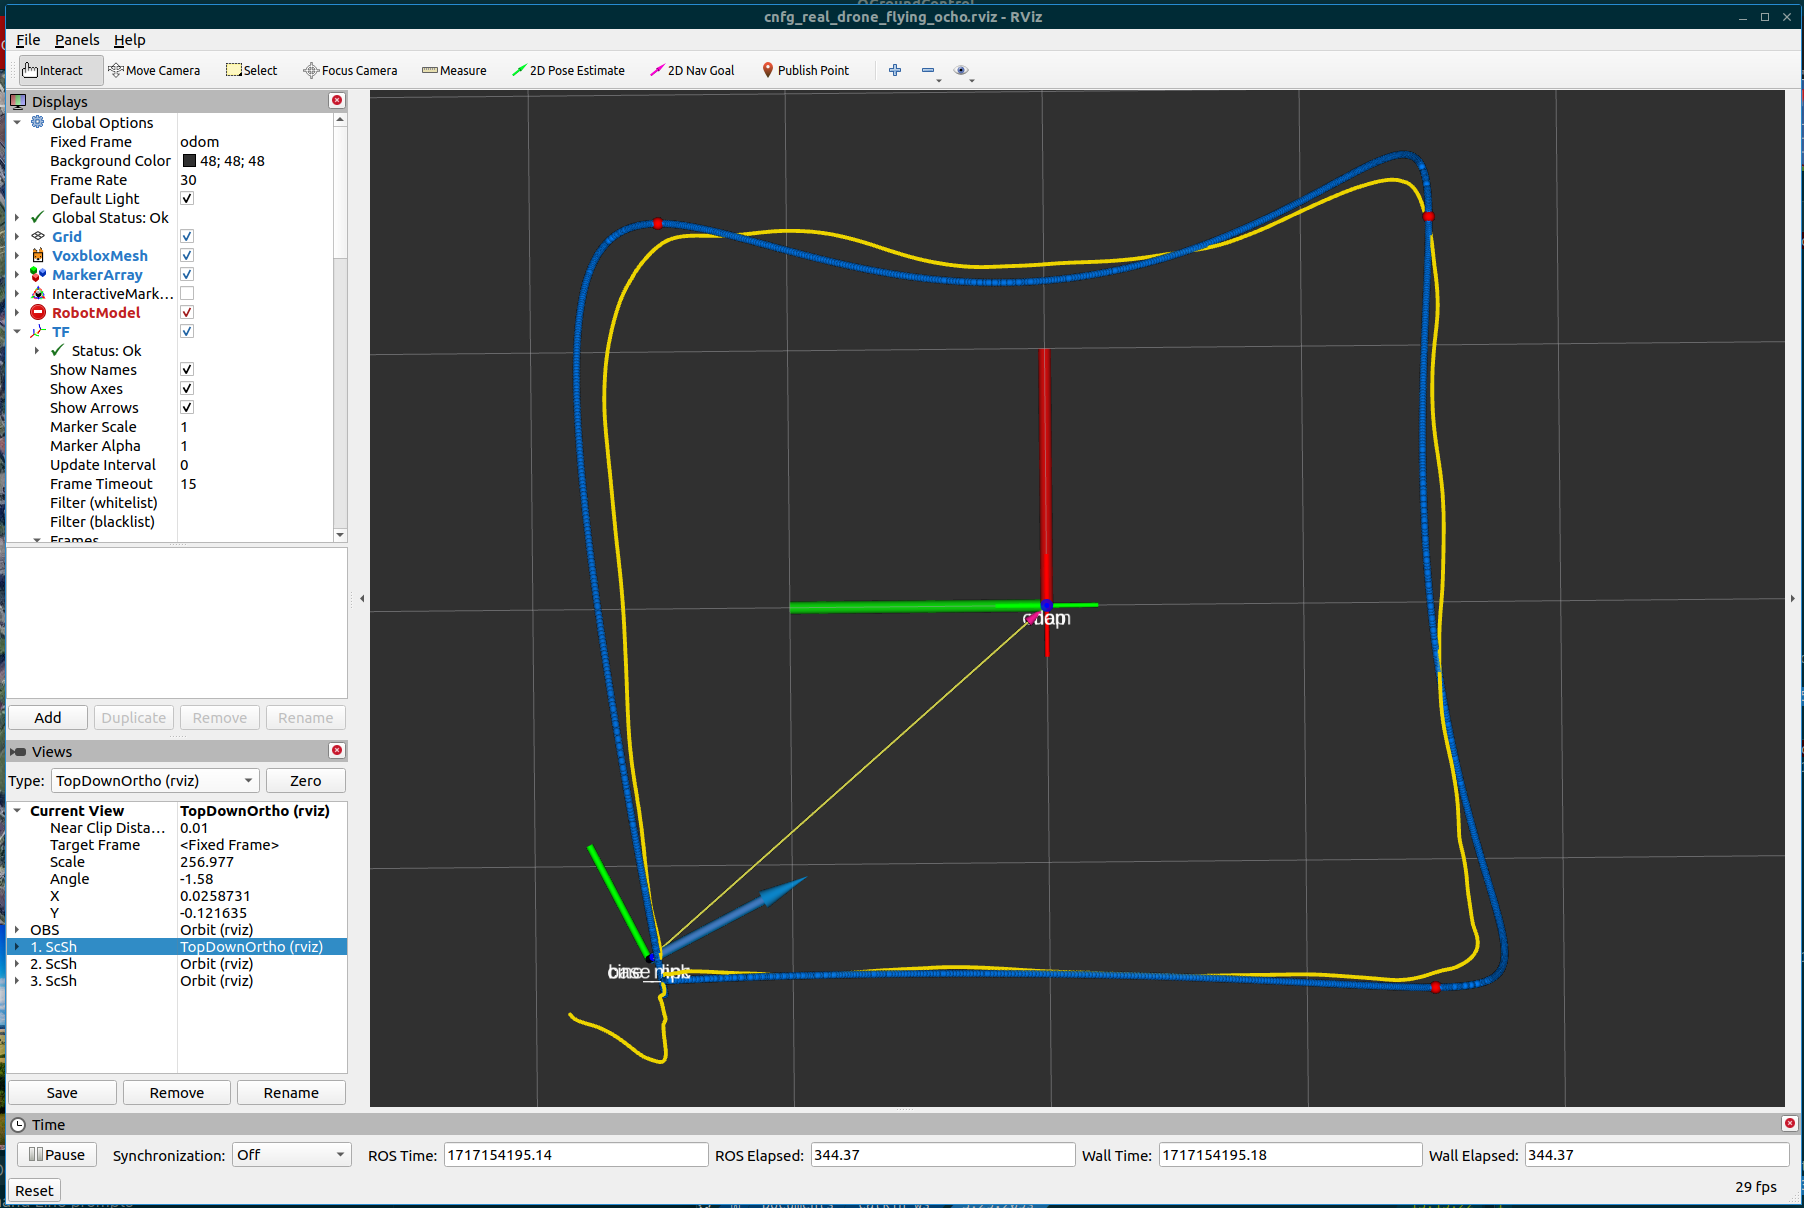 cnfg_real_drone_flying_ocho.rviz - RViz
File Panels Help
Interact Move Camera Select Focus Camera Measure 2D Pose Estimate 2D Nav Goal Publish Point
Displays
Global Options
Fixed Frame odom
Background Color 48; 48; 48
Frame Rate 30
Default Light
Global Status: Ok
Grid
VoxbloxMesh
MarkerArray
InteractiveMark...
RobotModel
TF
Status: Ok
Show Names
Show Axes
Show Arrows
Marker Scale 1
Marker Alpha 1
Update Interval 0
Frame Timeout 15
Filter (whitelist)
Filter (blacklist)
Frames
Add Duplicate Remove Rename
Views
Type: TopDownOrtho (rviz) Zero
Current View TopDownOrtho (rviz)
Near Clip Dista... 0.01
Target Frame <Fixed Frame>
Scale 256.977
Angle -1.58
X 0.0258731
Y -0.121635
OBS Orbit (rviz)
1. ScSh TopDownOrtho (rviz)
2. ScSh Orbit (rviz)
3. ScSh Orbit (rviz)
Save Remove Rename
Time
Pause Synchronization: Off ROS Time: 1717154195.14 ROS Elapsed: 344.37 Wall Time: 1717154195.18 Wall Elapsed: 344.37
Reset 29 fps